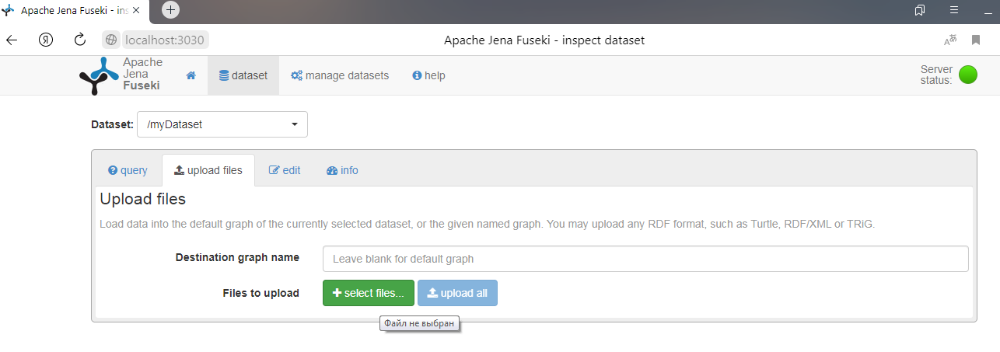 Apache Jena Fuseki - ins
localhost:3030
Apache Jena Fuseki - inspect dataset
Apache
Jena
Fuseki
dataset
manage datasets
help
Server
status:
Dataset:
/myDataset
query
upload files
edit
info
Upload files
Load data into the default graph of the currently selected dataset, or the given named graph. You may upload any RDF format, such as Turtle, RDF/XML or TRiG.
Destination graph name
Leave blank for default graph
Files to upload
select files...
upload all
Файл не выбран